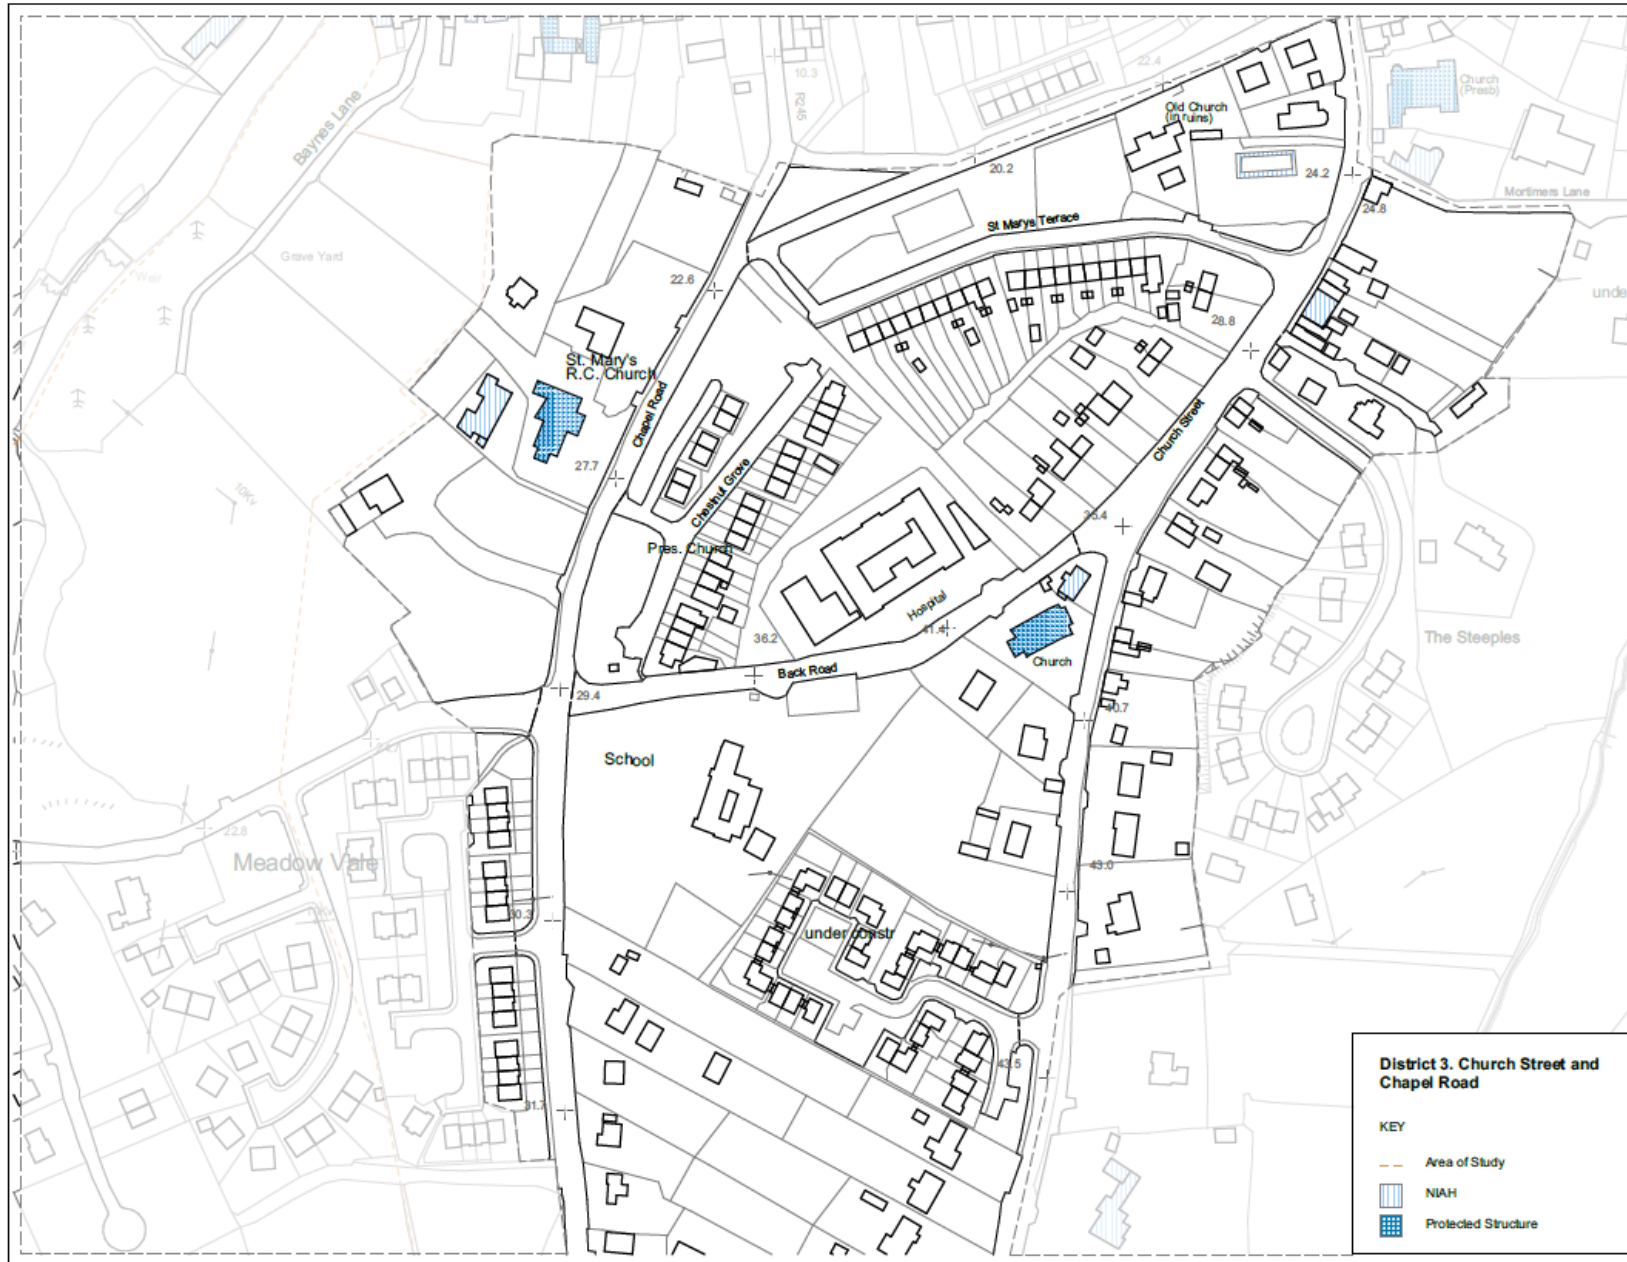 22.4
10.3
R245
Church
(Presb)
Baynes Lane
Old Church
(in ruins)
20.2
24.2
Mortimers Lane
24.8
St Marys Terrace
Grove Yard
Weir
22.6
28.8
St. Mary's
R.C. Church
Chapel Road
Church Street
27.7
10Kv
Chestnut Grove
Pres. Church
Hospital
41.4
36.2
The Steeples
Church
Back Road
29.4
40.7
School
22.8
Meadow Vale
43.0
30.3
under constr
43.5
31.7
District 3. Church Street and
Chapel Road
KEY
Area of Study
NIAH
Protected Structure